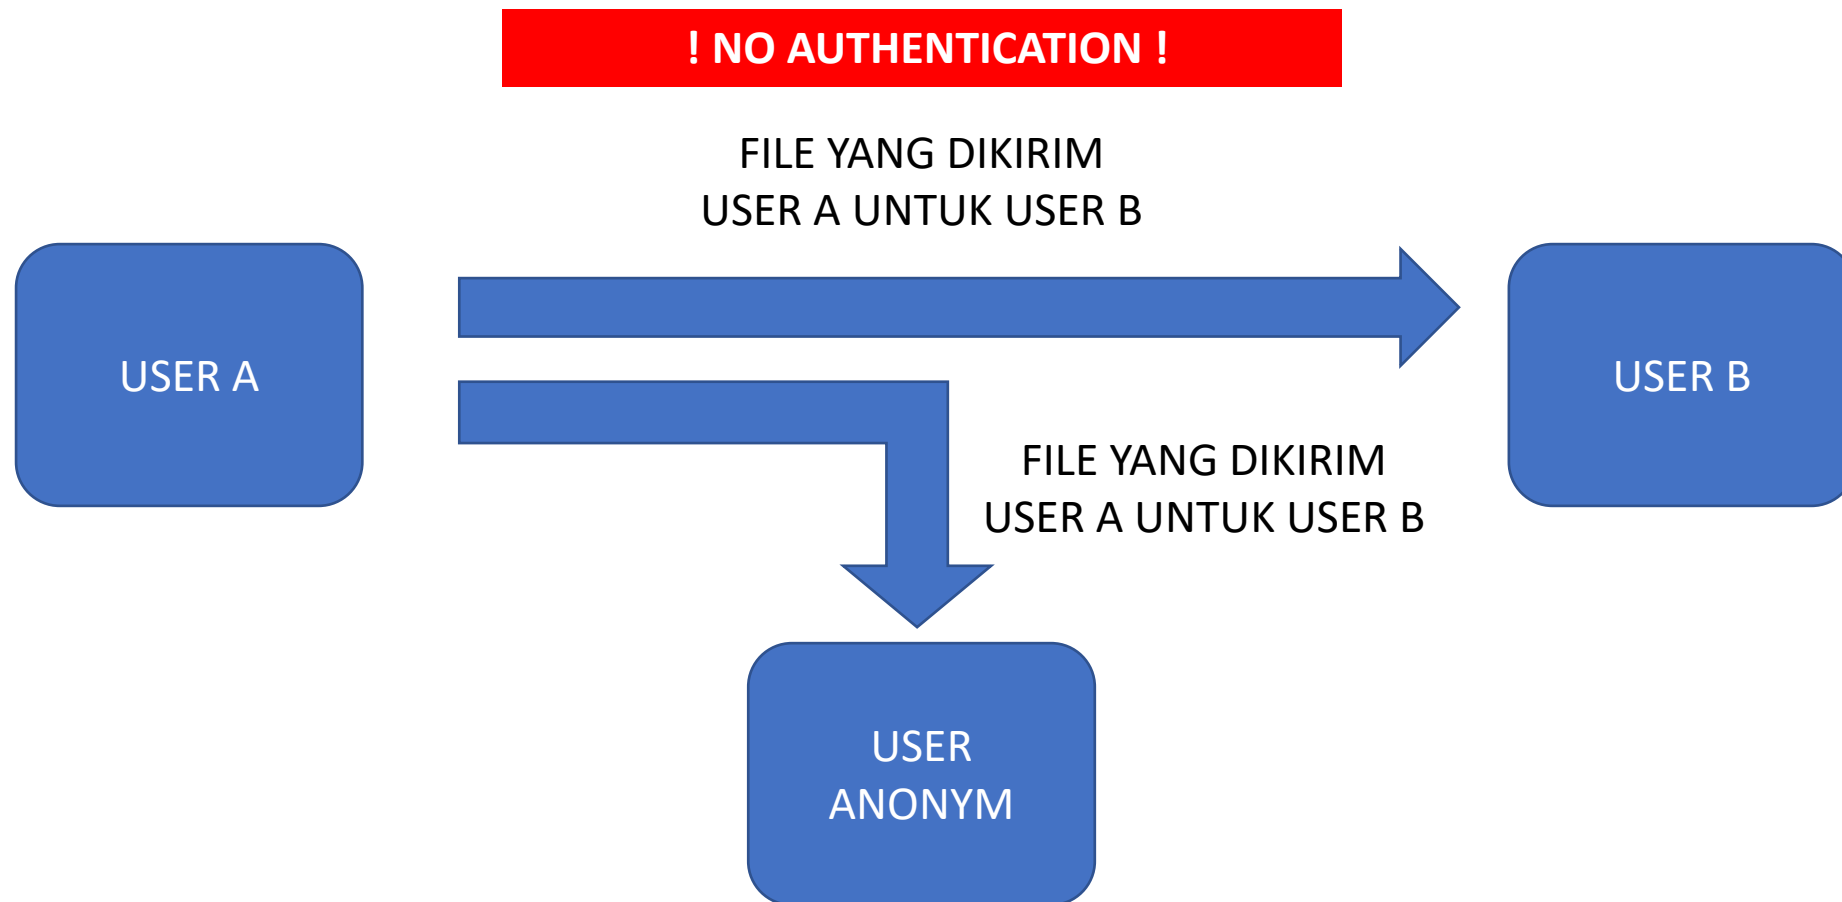 ! NO AUTHENTICATION !
FILE YANG DIKIRIM
USER A UNTUK USER B
USER A
USER B
FILE YANG DIKIRIM
USER A UNTUK USER B
USER
ANONYM